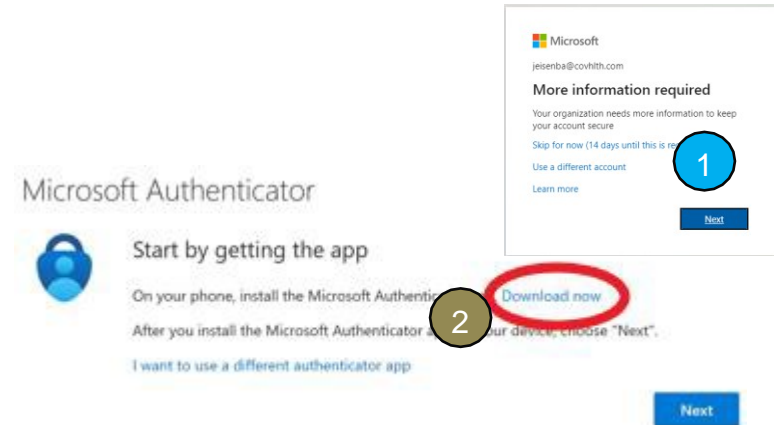 Microsoft
jeisenba@covhlth.com
More information required
Your organization needs more information to keep
your account secure
Skip for now (14 days until this is
1
Use a different account
Learn more
Next
Microsoft Authenticator
Start by getting the app
On your phone, install the Microsoft Download now
2
After you install the Microsoft Authenticator device, choose "Next".
I want to use a different authenticator app
Next